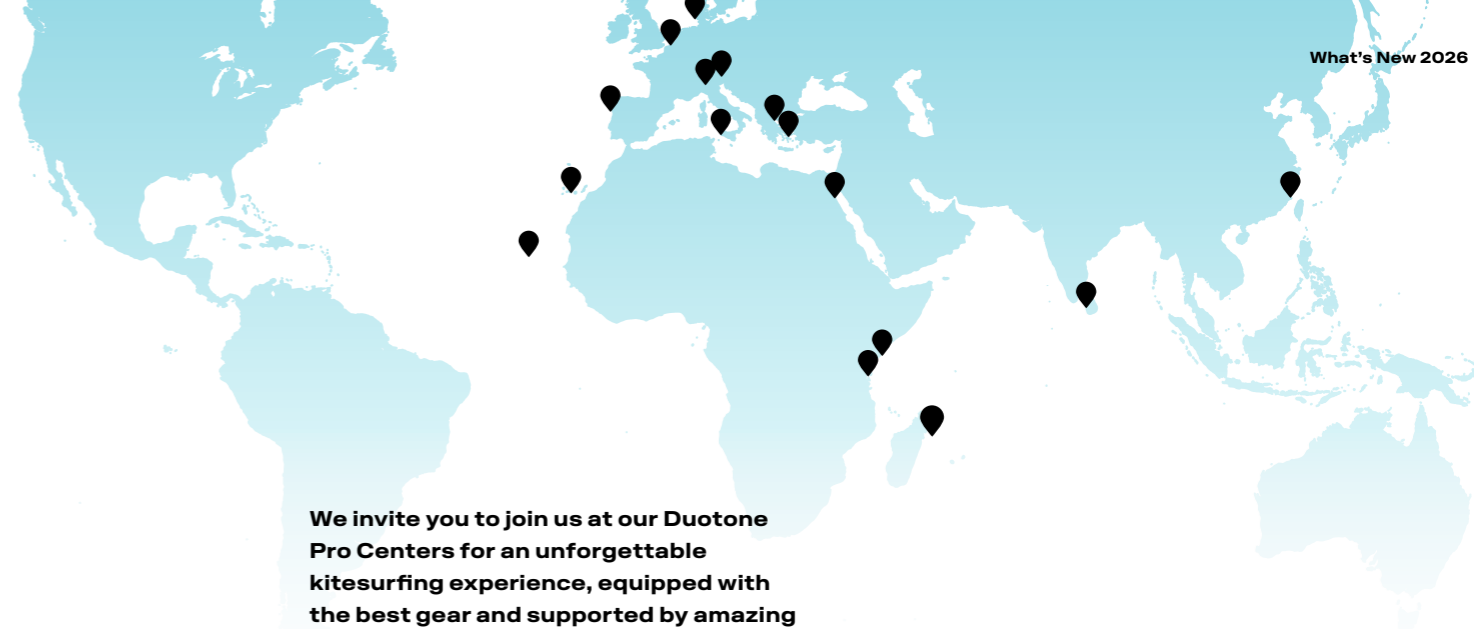 What's New 2026
We invite you to join us at our Duotone
Pro Centers for an unforgettable
kitesurfing experience, equipped with
the best gear and supported by amazing